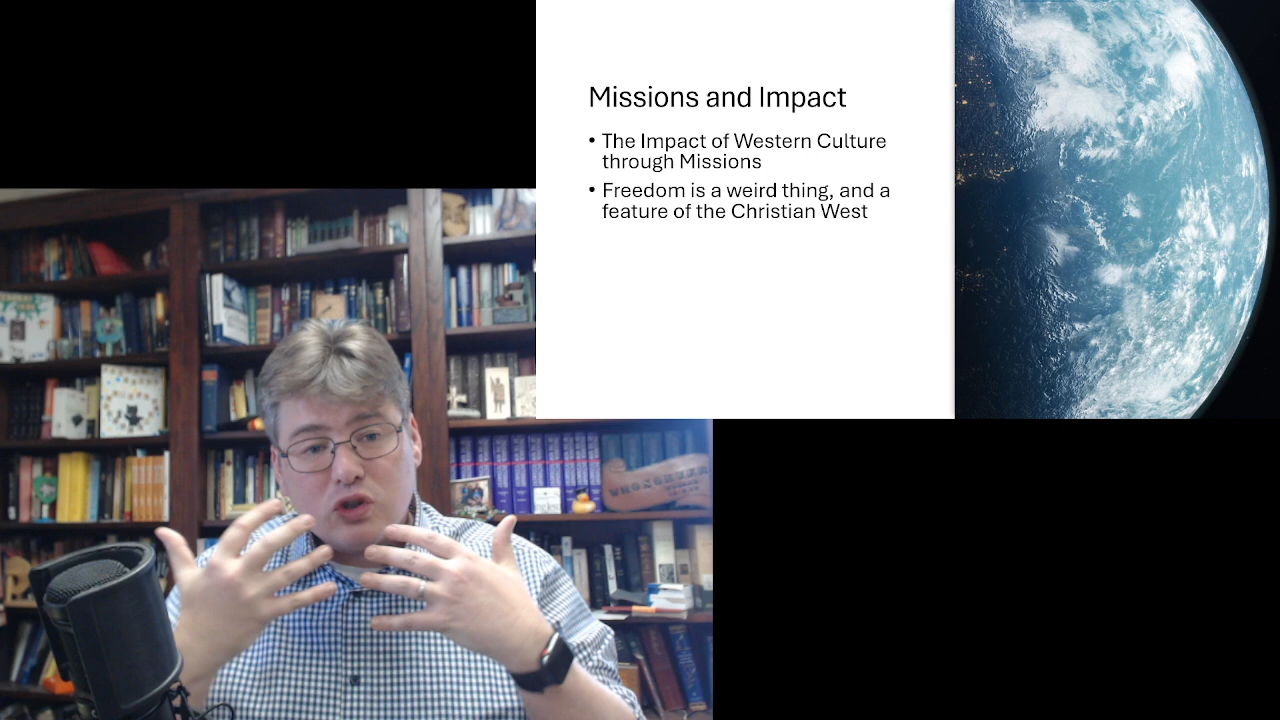 Missions and Impact
• The Impact of Western Culture
through Missions
• Freedom is a weird thing, and a
feature of the Christian West